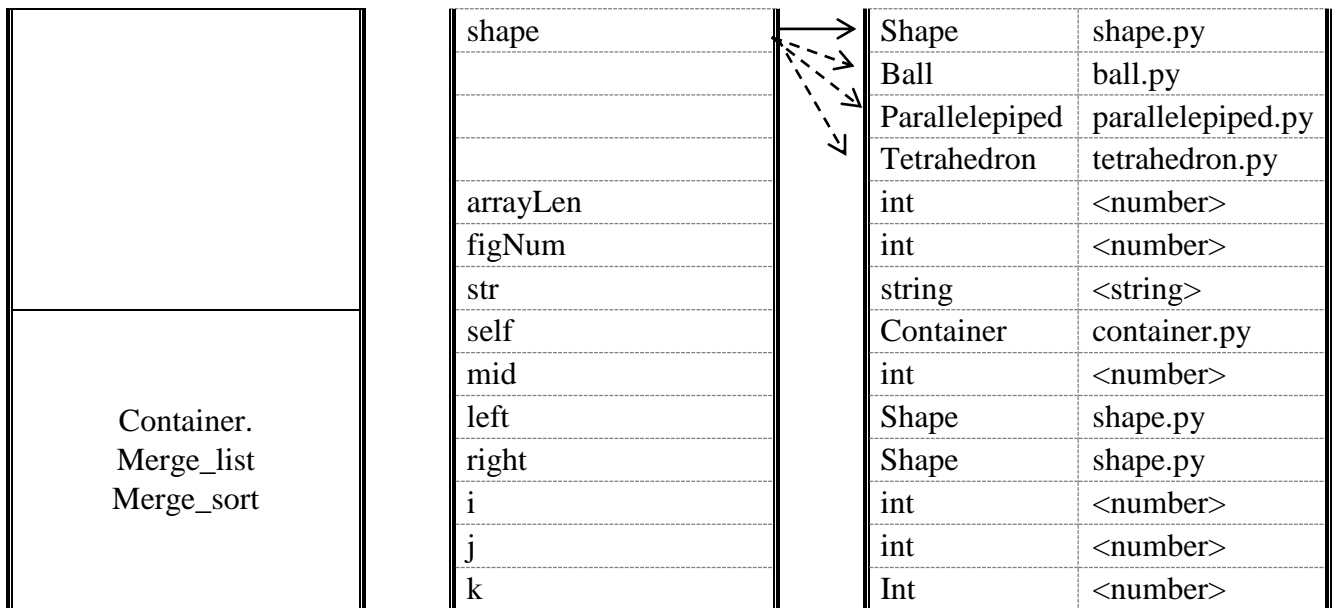 shape Shape shape.py
Ball ball.py
Parallelepiped parallelepiped.py
Tetrahedron tetrahedron.py
arrayLen int <number>
figNum int <number>
str string <string>
self Container container.py
mid int <number>
Container. left Shape shape.py
Merge_list right Shape shape.py
Merge_sort i int <number>
j int <number>
k Int <number>